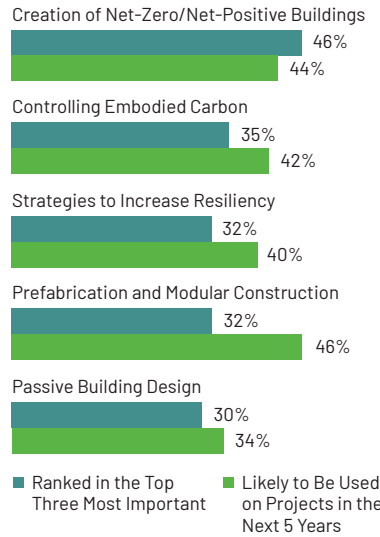 Creation of Net-Zero/Net-Positive Buildings
46%
44%
Controlling Embodied Carbon
35%
42%
Strategies to Increase Resiliency
32%
40%
Prefabrication and Modular Construction
32%
46%
Passive Building Design
30%
34%
Ranked in the Top
Three Most Important
Likely to Be Used
on Projects in the
Next 5 Years